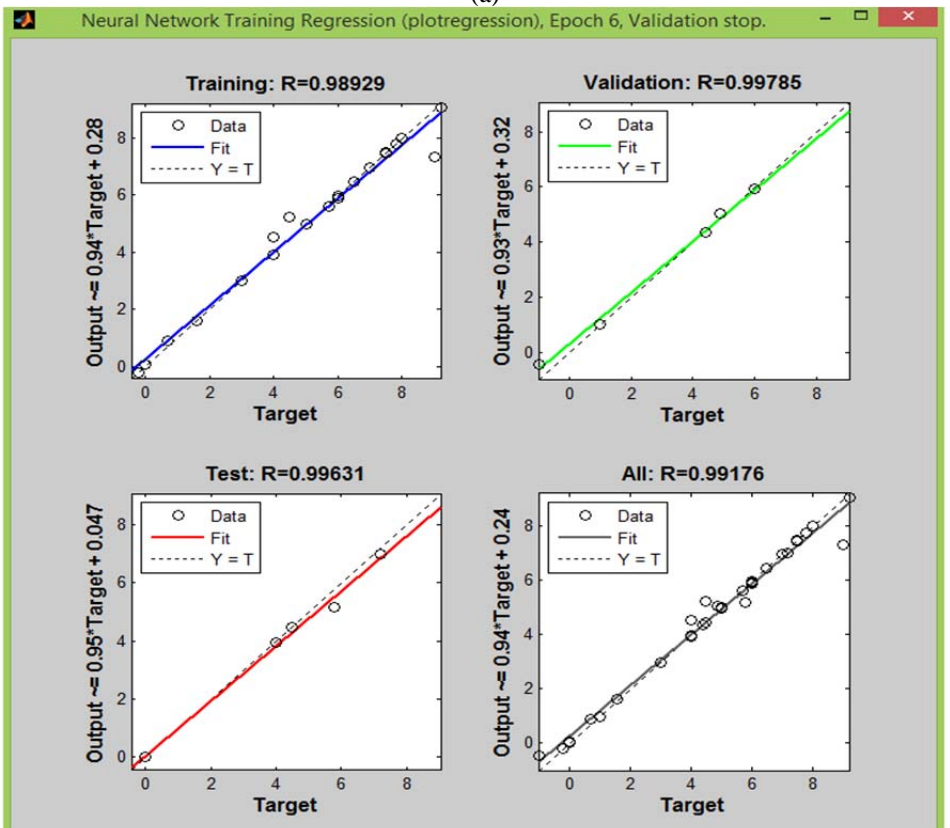 (a)
Neural Network Training Regression (plotregression), Epoch 6, Validation stop.
Training: R=0.98929
Output ~= 0.94*Target + 0.28
Data
Fit
Y = T
8
6
4
2
0
0 2 4 6 8
Target
Validation: R=0.99785
Output ~= 0.93*Target + 0.32
Data
Fit
Y = T
8
6
4
2
0
0 2 4 6 8
Target
Test: R=0.99631
Output ~= 0.95*Target + 0.047
Data
Fit
Y = T
8
6
4
2
0
0 2 4 6 8
Target
All: R=0.99176
Output ~= 0.94*Target + 0.24
Data
Fit
Y = T
8
6
4
2
0
0 2 4 6 8
Target